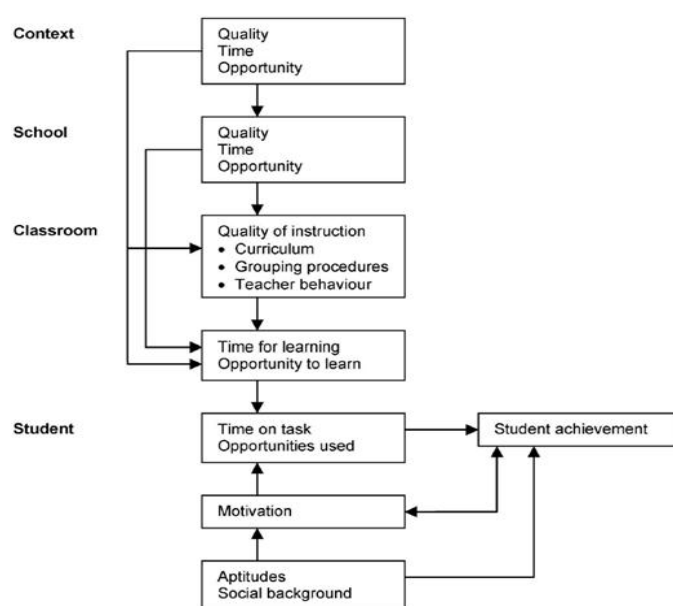 Context
Quality
Time
Opportunity
School
Quality
Time
Opportunity
Classroom
Quality of instruction
• Curriculum
• Grouping procedures
• Teacher behaviour
Time for learning
Opportunity to learn
Student
Time on task
Opportunities used
Student achievement
Motivation
Aptitudes
Social background